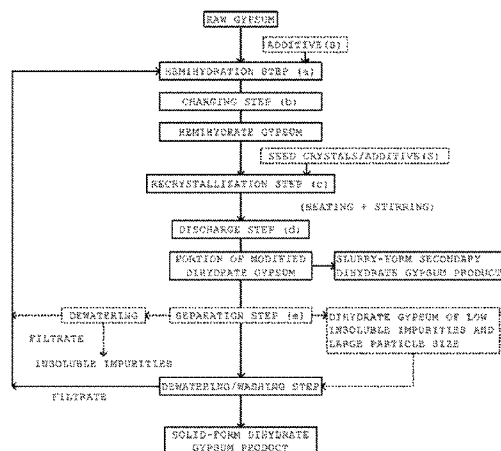 RAW GYPSUM
ADDITIVE(S)
HEMIHYDRATION STEP (a)
CHARGING STEP (b)
HEMIHYDRATE GYPSUM
SEED CRYSTALS/ADDITIVE(S)
RECRYSTALLIZATION STEP (c)
(HEATING + STIRRING)
DISCHARGE STEP (d)
PORTION OF MODIFIED
DIHYDRATE GYPSUM
SLURRY-FORM SECONDARY
DIHYDRATE GYPSUM PRODUCT
DEWATERING
SEPARATION STEP (e)
DIHYDRATE GYPSUM OF LOW
INSOLUBLE IMPURITIES AND
LARGE PARTICLE SIZE
FILTRATE
INSOLUBLE IMPURITIES
DEWATERING/WASHING STEP
FILTRATE
SOLID-FORM DIHYDRATE
GYPSUM PRODUCT